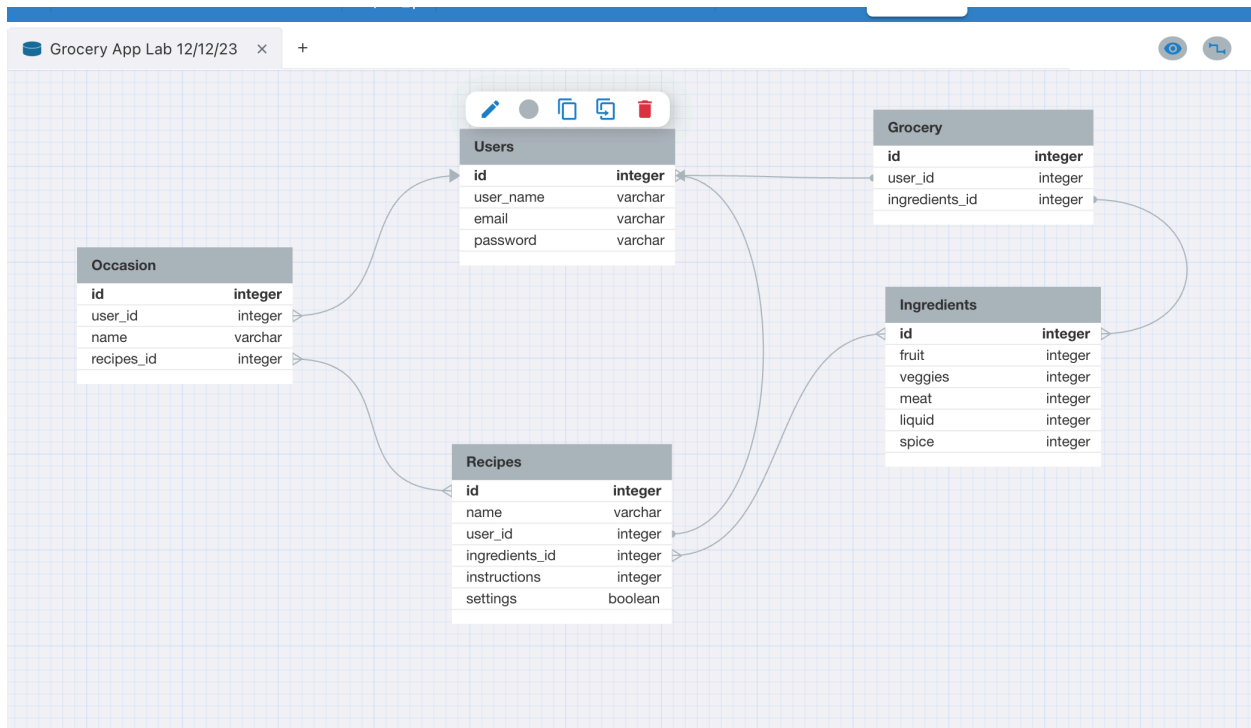 Grocery App Lab 12/12/23
Users
id integer
user_name varchar
email varchar
password varchar
Grocery
id integer
user_id integer
ingredients_id integer
Occasion
id integer
user_id integer
name varchar
recipes_id integer
Ingredients
id integer
fruit integer
veggies integer
meat integer
liquid integer
spice integer
Recipes
id integer
name varchar
user_id integer
ingredients_id integer
instructions integer
settings boolean